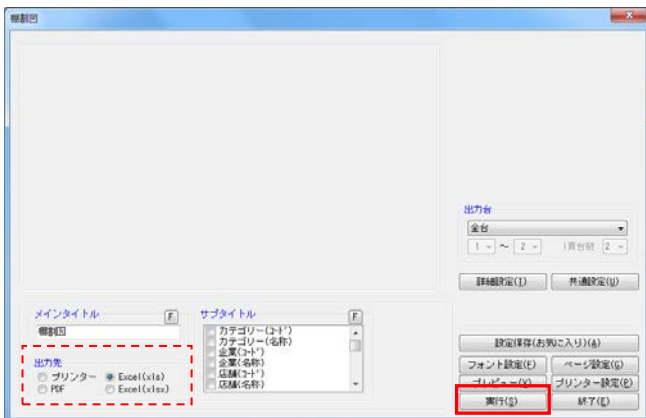 棚割図
出力台
全台
1 ～ 2 1頁台数 2
詳細設定(I) 共通設定(U)
メインタイトル F
棚割図
サブタイトル F
カテゴリー(コード)
カテゴリー(名称)
企業(コード)
企業(名称)
店舗(コード)
店舗(名称)
出力先
プリンター Excel(xls)
PDF Excel(xlsx)
設定保存(お気に入り)(A)
フォント設定(F) ページ設定(G)
プレビュー(V) プリンター設定(P)
実行(S) 終了(E)